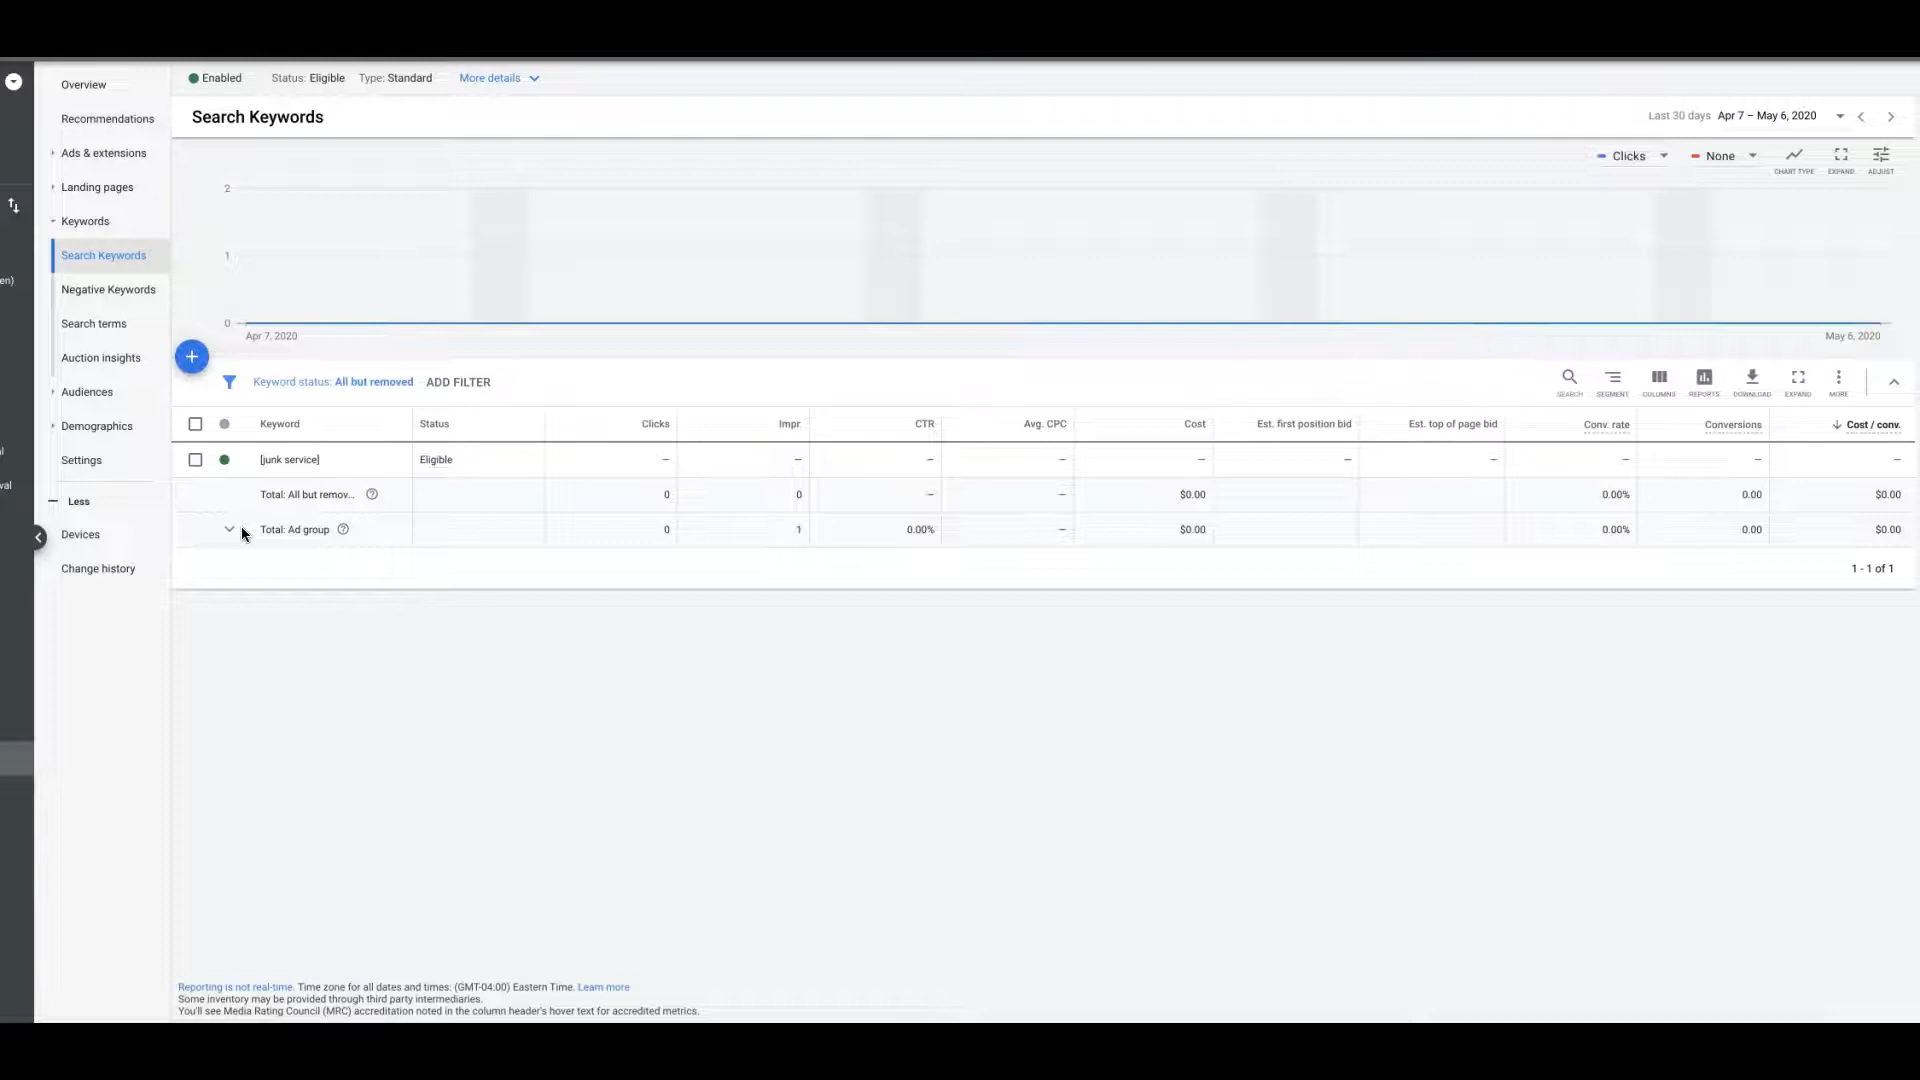 Overview
Recommendations
Ads & extensions
Landing pages
Keywords
Search Keywords
Negative Keywords
Search terms
Auction insights
Audiences
Demographics
Settings
Less
Devices
Change history
en)
l
val
Enabled Status: Eligible Type: Standard More details
Search Keywords
Last 30 days Apr 7 – May 6, 2020
Clicks None
CHART TYPE EXPAND ADJUST
2
1
0
Apr 7, 2020 May 6, 2020
Keyword status: All but removed ADD FILTER
SEARCH SEGMENT COLUMNS REPORTS DOWNLOAD EXPAND MORE
Keyword Status Clicks Impr. CTR Avg. CPC Cost Est. first position bid Est. top of page bid Conv. rate Conversions Cost / conv.
[junk service] Eligible – – – – – – – – – –
Total: All but remov... 0 0 – – $0.00 0.00% 0.00 $0.00
Total: Ad group 0 1 0.00% – $0.00 0.00% 0.00 $0.00
1 - 1 of 1
Reporting is not real-time. Time zone for all dates and times: (GMT-04:00) Eastern Time. Learn more
Some inventory may be provided through third party intermediaries.
You'll see Media Rating Council (MRC) accreditation noted in the column header's hover text for accredited metrics.